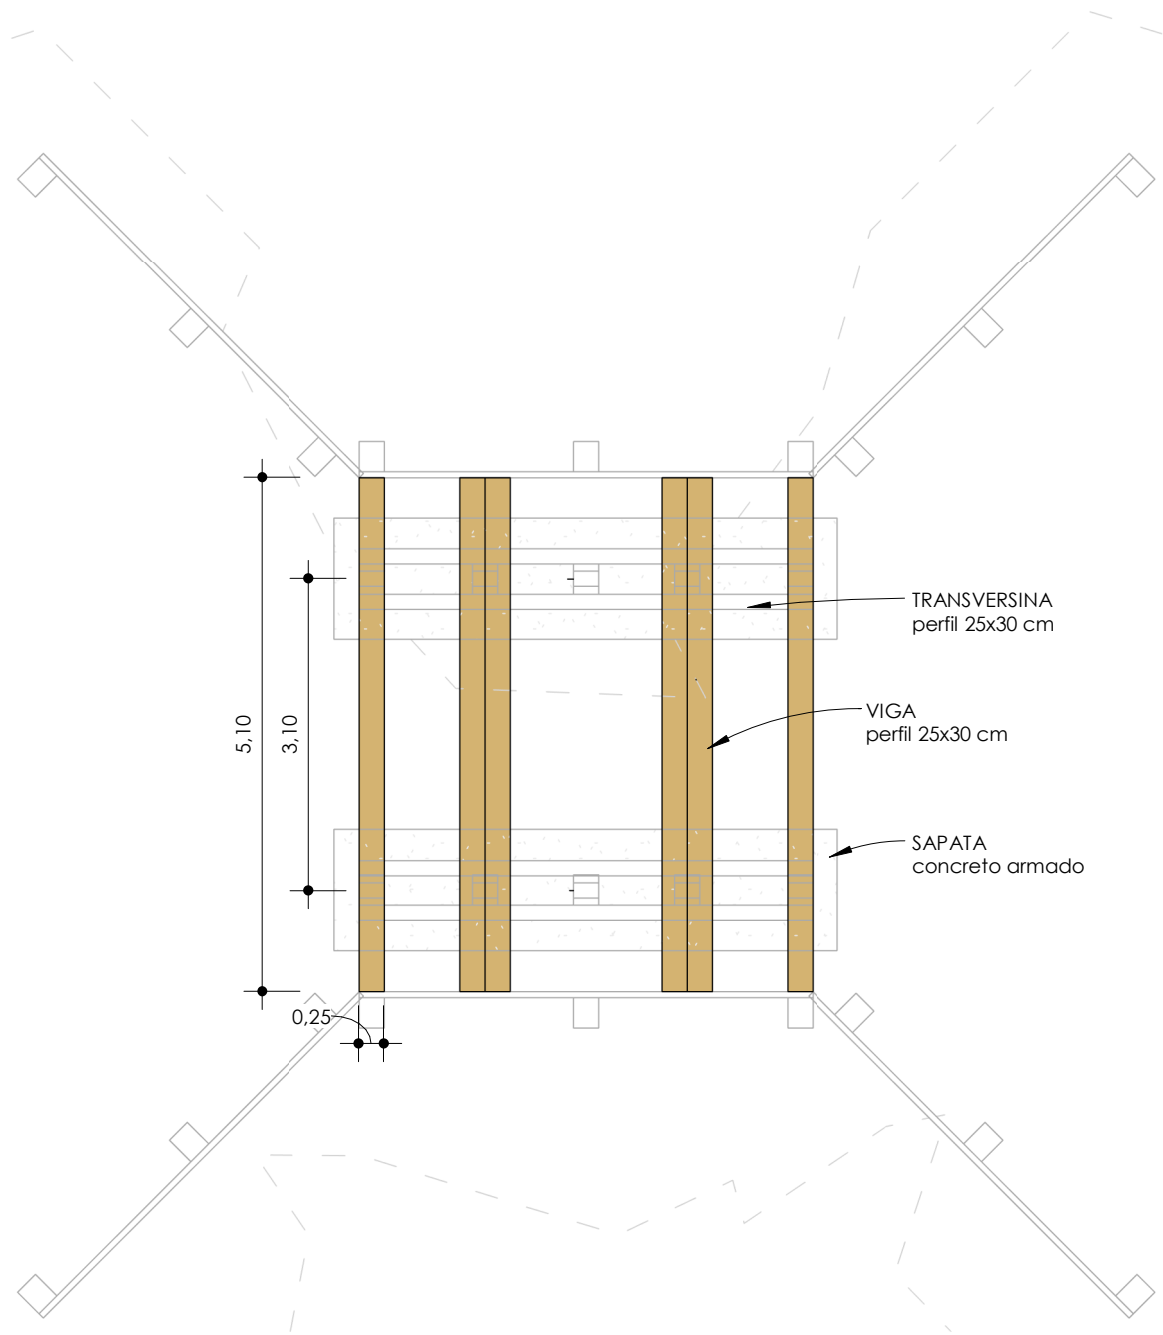 TRANSVERSINA
perfil 25x30 cm
VIGA
perfil 25x30 cm
5,10
3,10
SAPATA
concreto armado
0,25